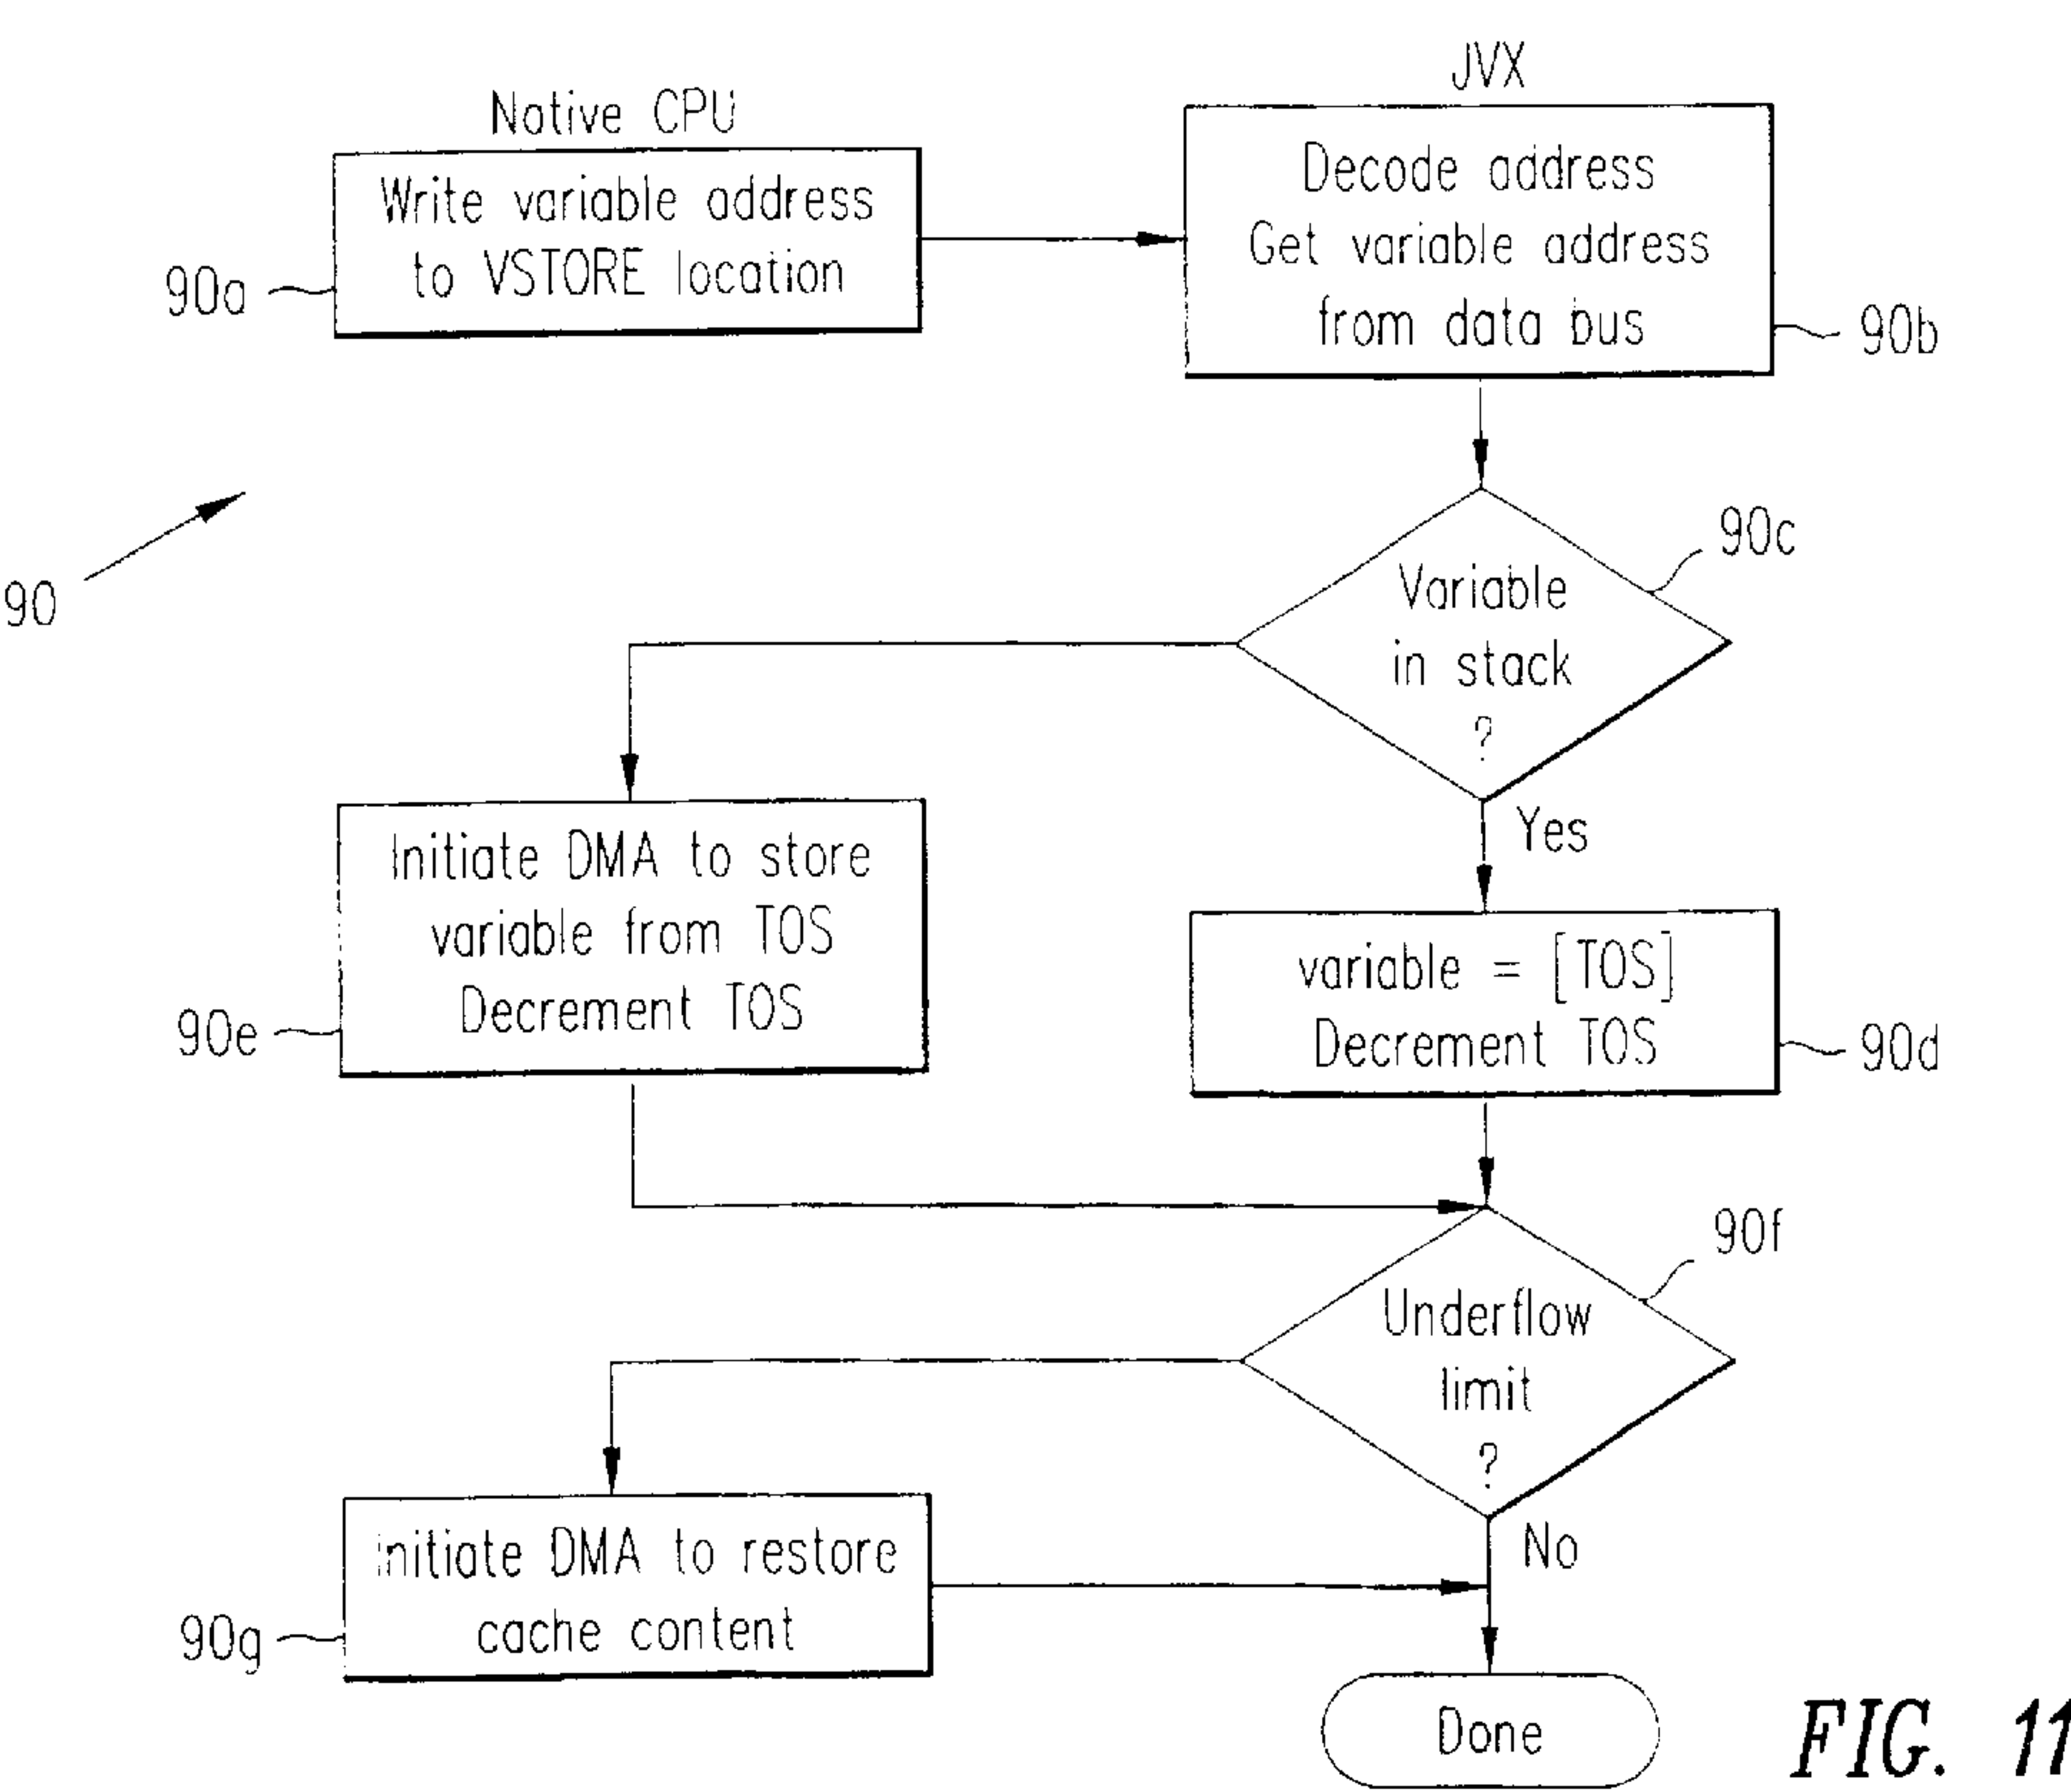 Native CPU
Write variable address
to VSTORE location
90a
JVX
Decode address
Get variable address
from data bus
90b
90
90c
Variable
in stack
?
Yes
Initiate DMA to store
variable from TOS
Decrement TOS
90e
variable = [TOS]
Decrement TOS
90d
90f
Underflow
limit
?
No
Initiate DMA to restore
cache content
90g
Done
FIG. 11